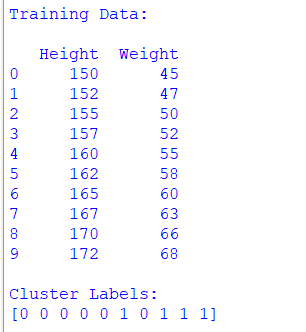 Training Data:
Height Weight
0 150 45
1 152 47
2 155 50
3 157 52
4 160 55
5 162 58
6 165 60
7 167 63
8 170 66
9 172 68
Cluster Labels:
[0 0 0 0 0 1 0 1 1 1]